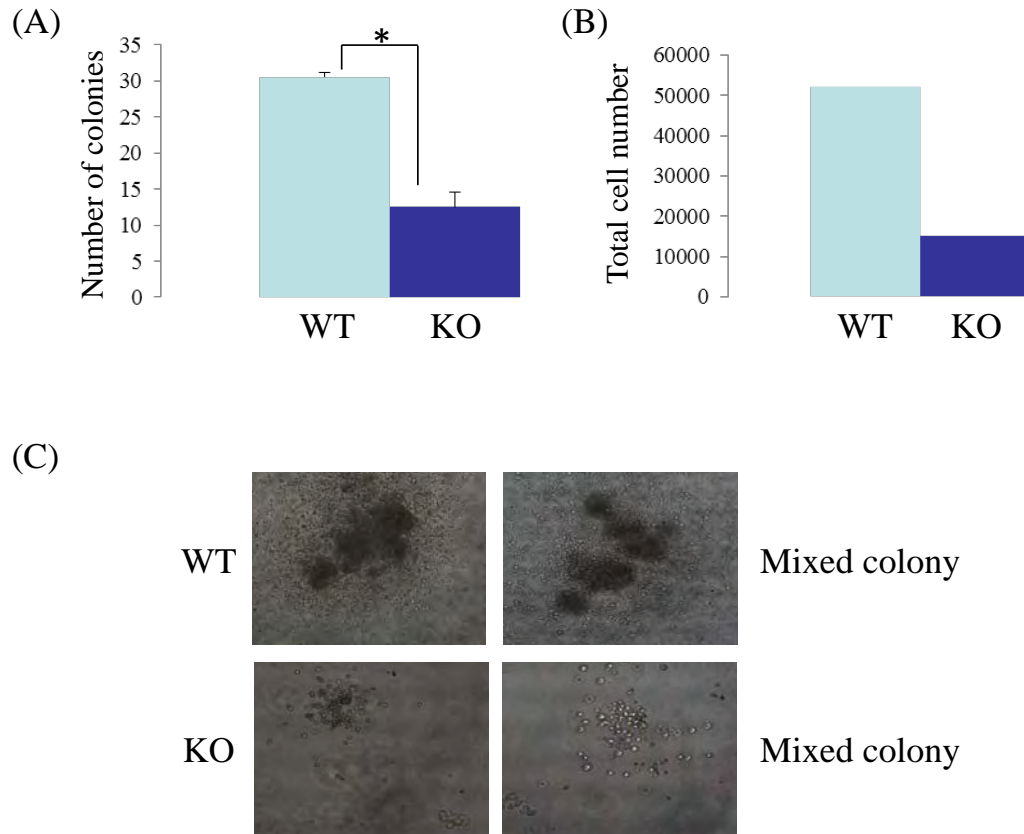 (A)
Number of colonies
35
30
25
20
15
10
5
0
*
WT KO
(B)
Total cell number
60000
50000
40000
30000
20000
10000
0
WT KO
(C)
WT
Mixed colony
KO
Mixed colony